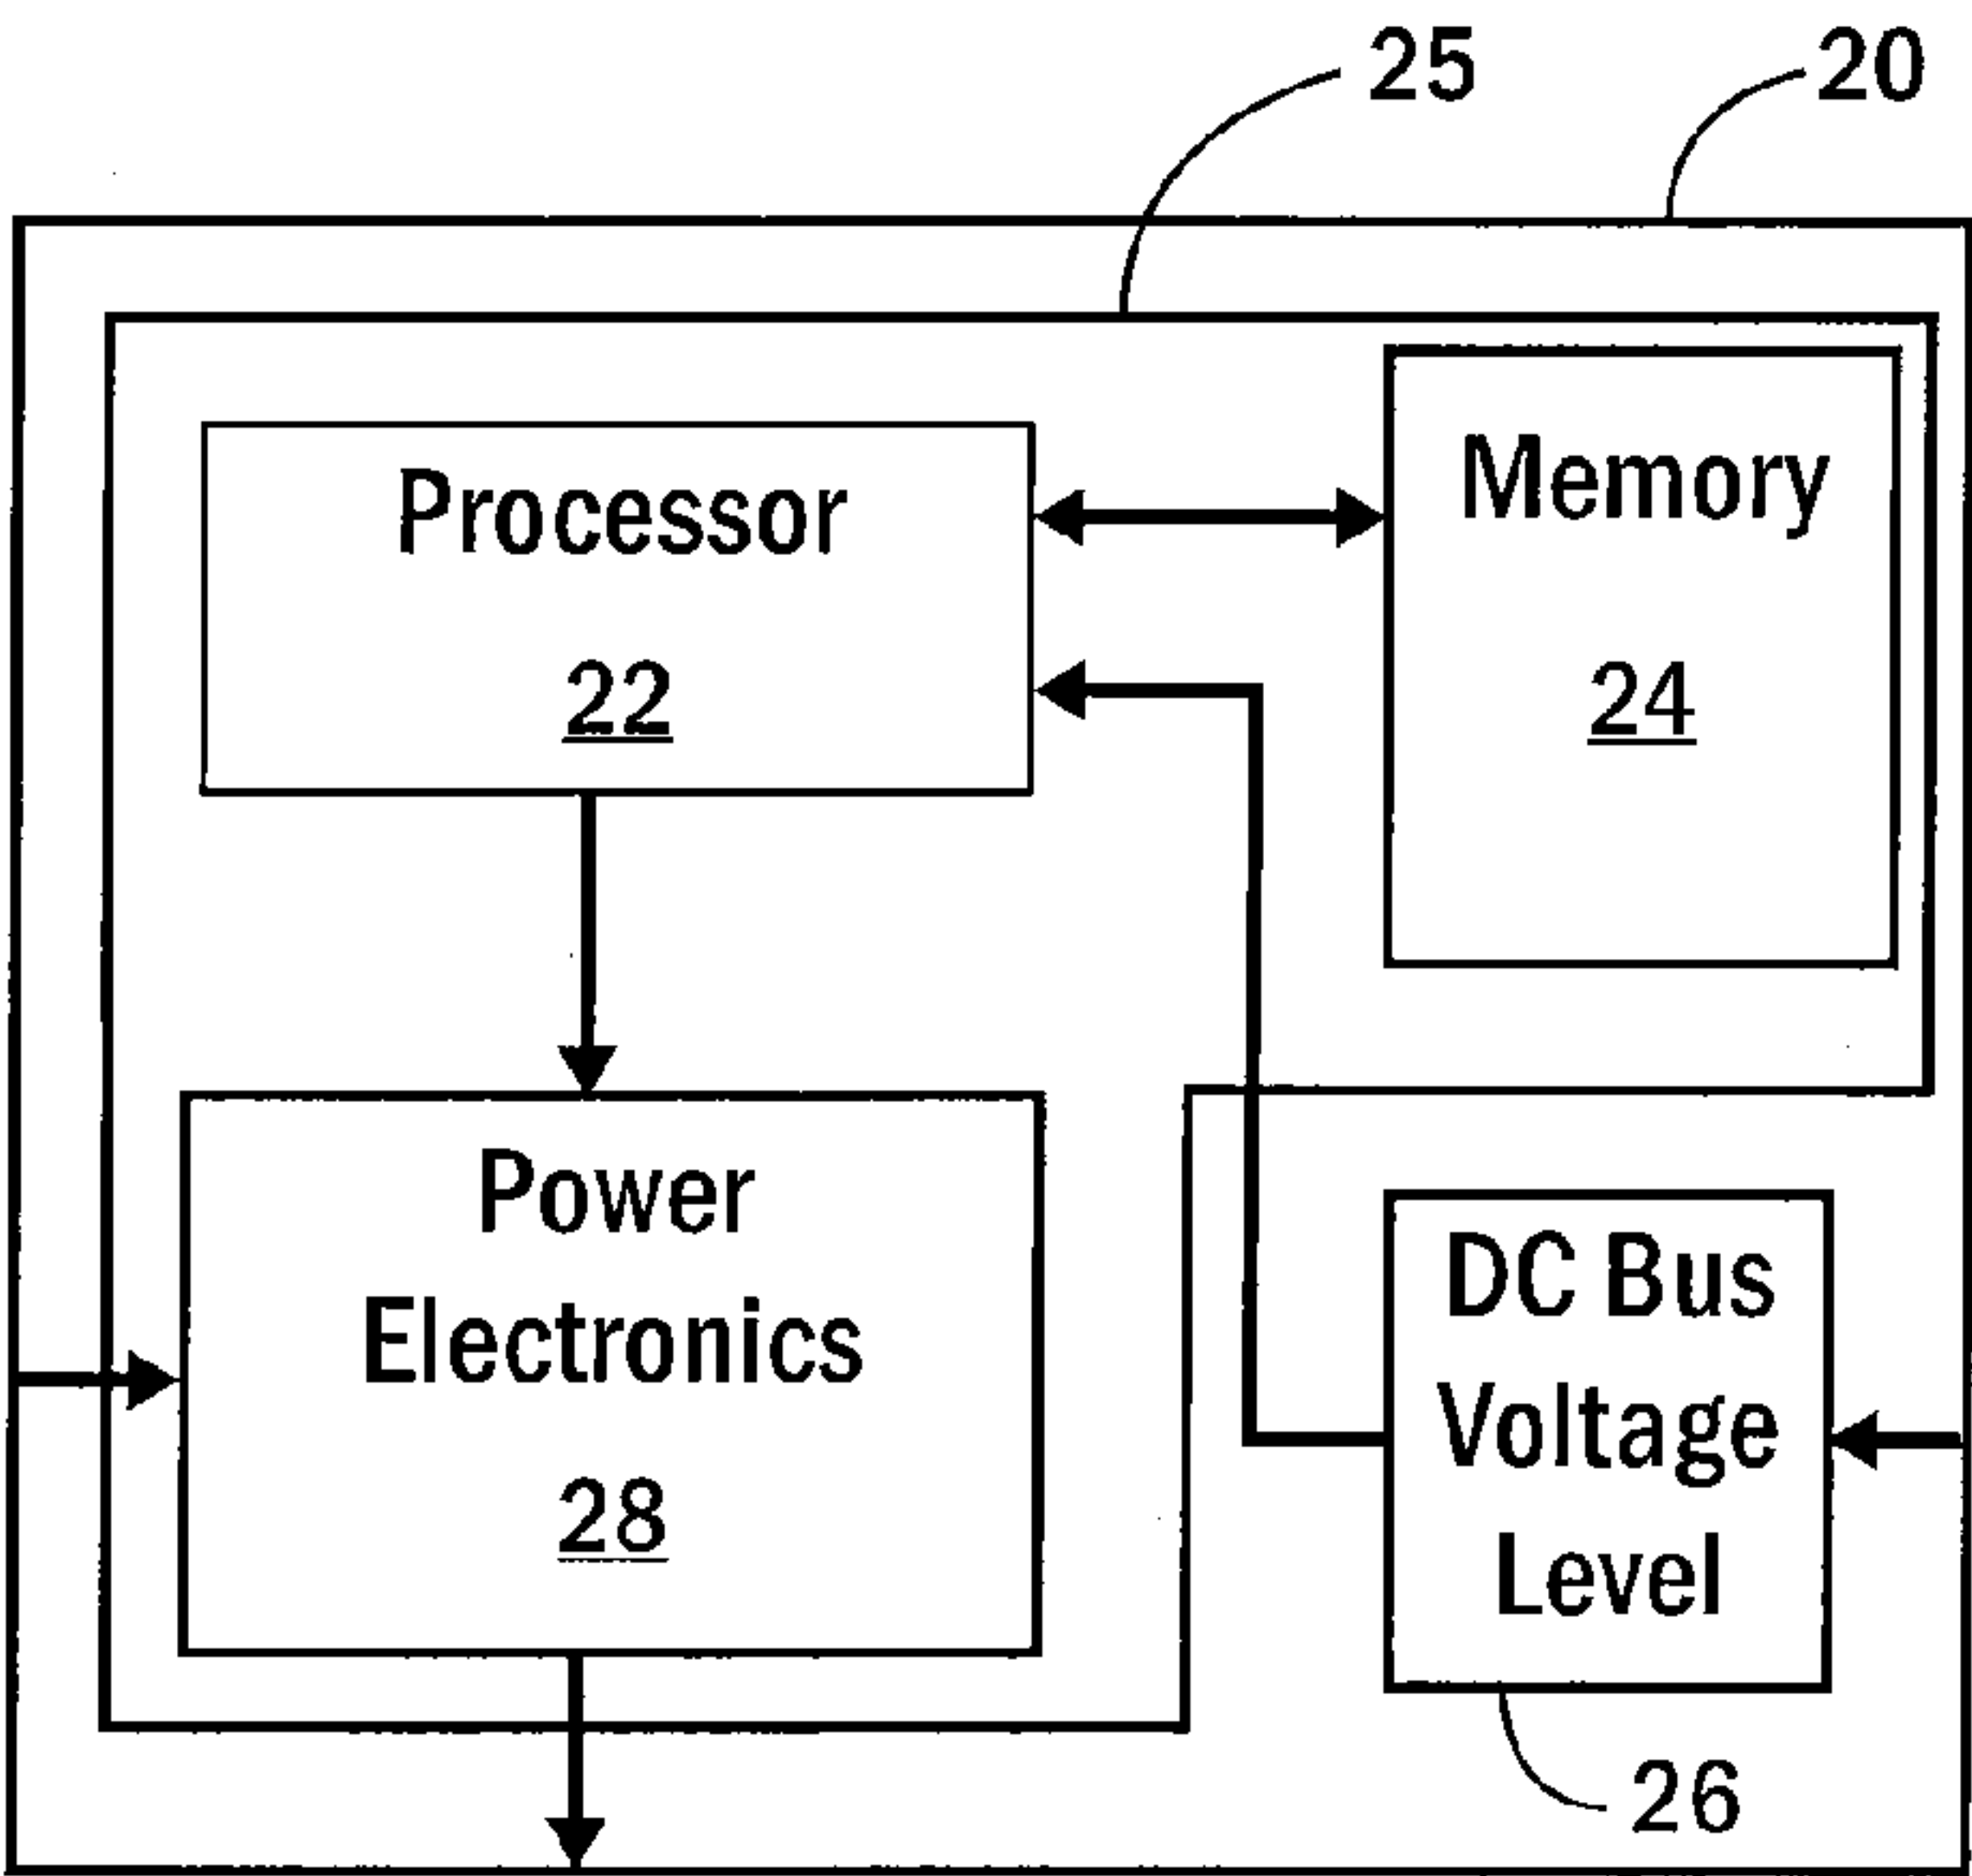 25
20
Processor
22
Memory
24
Power
Electronics
28
DC Bus
Voltage
Level
26